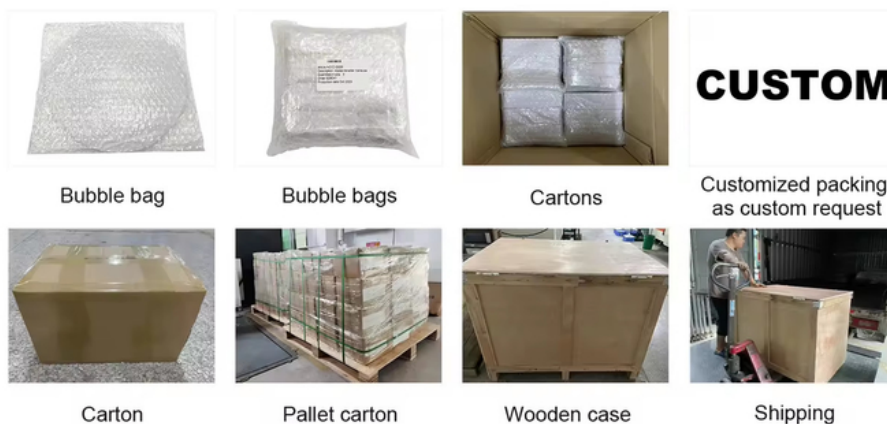 CUSTOM
Bubble bag
Bubble bags
Cartons
Customized packing
as custom request
Carton
Pallet carton
Wooden case
Shipping